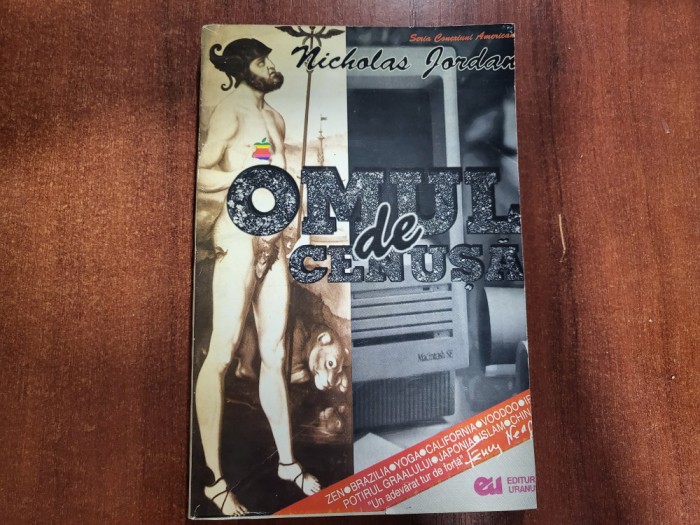 Seria Conexiuni American
Nicholas Jordan
OMUL
de
CENUȘĂ
Macintosh SE
ZEN●BRAZILIA●YOGA●CALIFORNIA●VOODOO●
POTIRUL GRAALULUI●JAPONIA●ISLAM●CHIN
"Un adevărat tur de forță"
eu
EDITUR
URANU